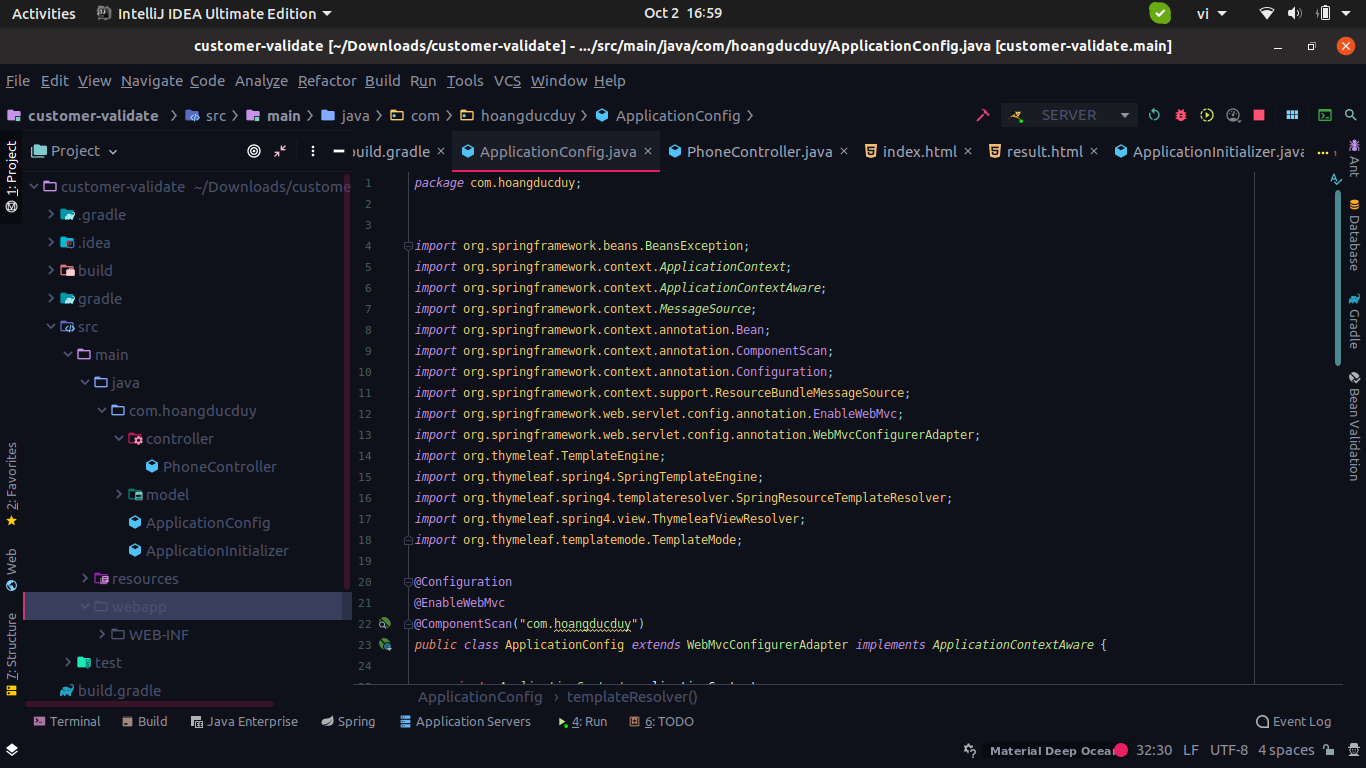 Activities IntelliJ IDEA Ultimate Edition Oct 2 16:59 vi
customer-validate [~/Downloads/customer-validate] - .../src/main/java/com/hoangducduy/ApplicationConfig.java [customer-validate.main]
File Edit View Navigate Code Analyze Refactor Build Run Tools VCS Window Help
customer-validate src main java com hoangducduy ApplicationConfig SERVER
1: Project
Project
build.gradle ApplicationConfig.java PhoneController.java index.html result.html ApplicationInitializer.java 1
Ant
Database
Gradle
Bean Validation
customer-validate ~/Downloads/custome
.gradle
.idea
build
gradle
src
main
java
com.hoangducduy
controller
PhoneController
model
ApplicationConfig
ApplicationInitializer
resources
webapp
WEB-INF
test
build.gradle
2: Favorites
Web
7: Structure
1 package com.hoangducduy;
2
3
4 import org.springframework.beans.BeansException;
5 import org.springframework.context.ApplicationContext;
6 import org.springframework.context.ApplicationContextAware;
7 import org.springframework.context.MessageSource;
8 import org.springframework.context.annotation.Bean;
9 import org.springframework.context.annotation.ComponentScan;
10 import org.springframework.context.annotation.Configuration;
11 import org.springframework.context.support.ResourceBundleMessageSource;
12 import org.springframework.web.servlet.config.annotation.EnableWebMvc;
13 import org.springframework.web.servlet.config.annotation.WebMvcConfigurerAdapter;
14 import org.thymeleaf.TemplateEngine;
15 import org.thymeleaf.spring4.SpringTemplateEngine;
16 import org.thymeleaf.spring4.templateresolver.SpringResourceTemplateResolver;
17 import org.thymeleaf.spring4.view.ThymeleafViewResolver;
18 import org.thymeleaf.templatemode.TemplateMode;
19
20 @Configuration
21 @EnableWebMvc
22 @ComponentScan("com.hoangducduy")
23 public class ApplicationConfig extends WebMvcConfigurerAdapter implements ApplicationContextAware {
24
ApplicationConfig › templateResolver()
Terminal Build Java Enterprise Spring Application Servers 4: Run 6: TODO Event Log
Material Deep Ocean 32:30 LF UTF-8 4 spaces